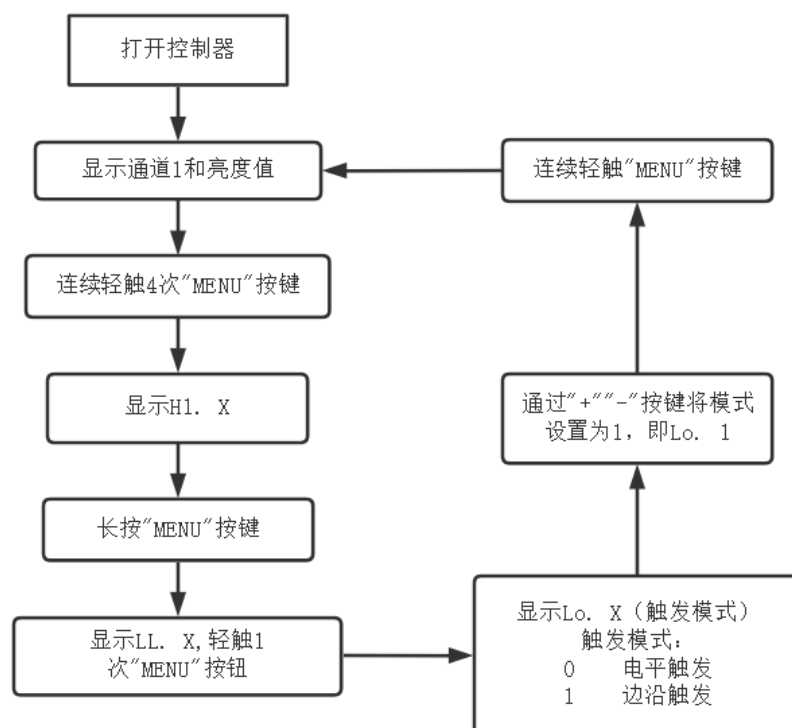 打开控制器
显示通道1和亮度值
连续轻触4次"MENU"按键
显示H1. X
长按"MENU"按键
显示LL. X,轻触1
次"MENU"按钮
显示Lo. X（触发模式）
触发模式：
0 电平触发
1 边沿触发
通过"+""-"按键将模式
设置为1，即Lo. 1
连续轻触"MENU"按键